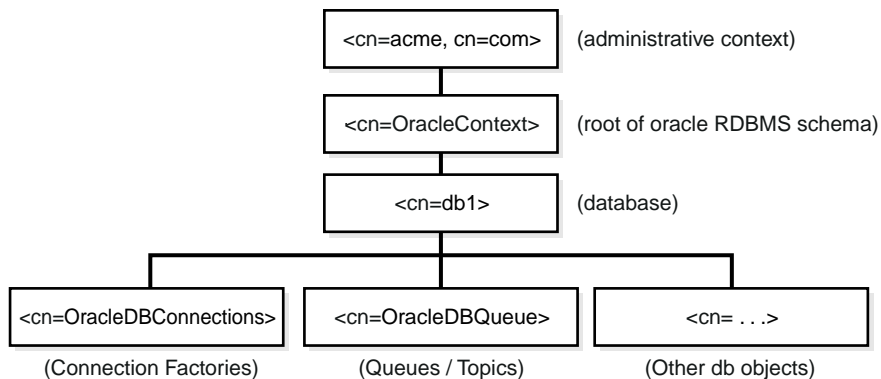 <cn=acme, cn=com> (administrative context)
<cn=OracleContext> (root of oracle RDBMS schema)
<cn=db1> (database)
<cn=OracleDBConnections> <cn=OracleDBQueue> <cn= . . .>
(Connection Factories) (Queues / Topics) (Other db objects)